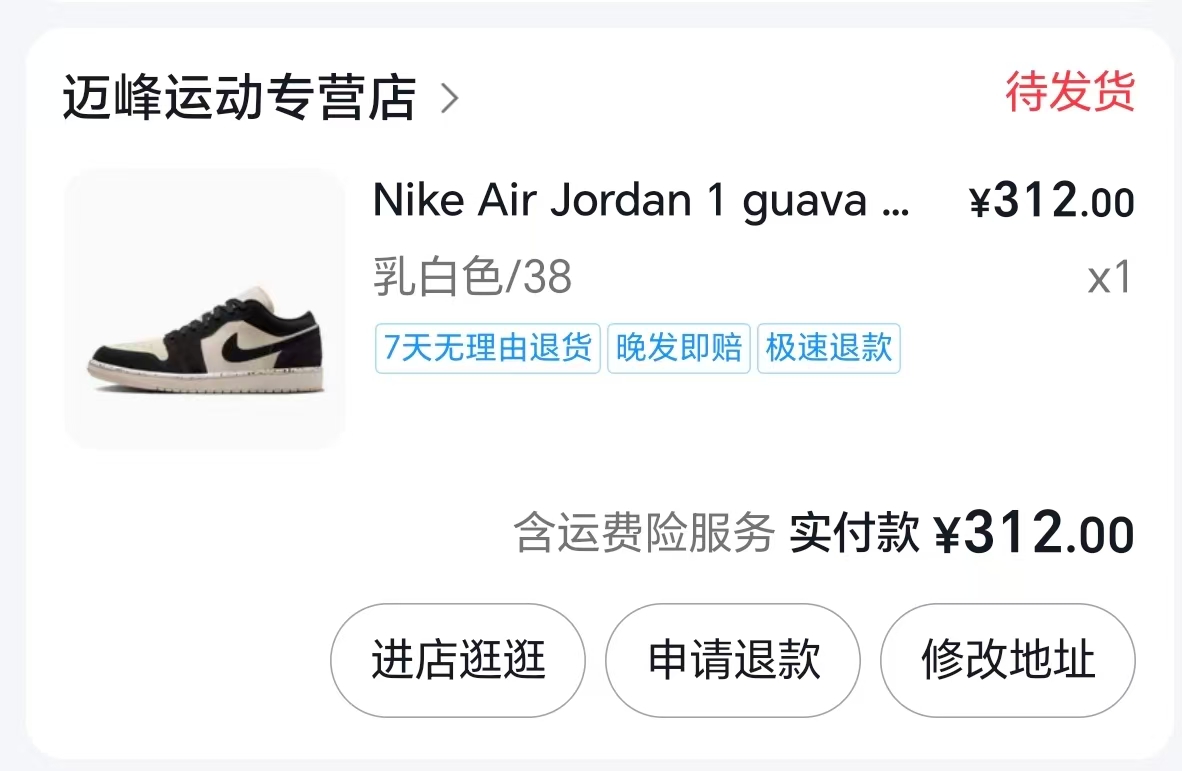 迈峰运动专营店 >
待发货
Nike Air Jordan 1 guava ...
¥312.00
乳白色/38
x1
7天无理由退货 晚发即赔 极速退款
含运费险服务 实付款 ¥312.00
进店逛逛 申请退款 修改地址